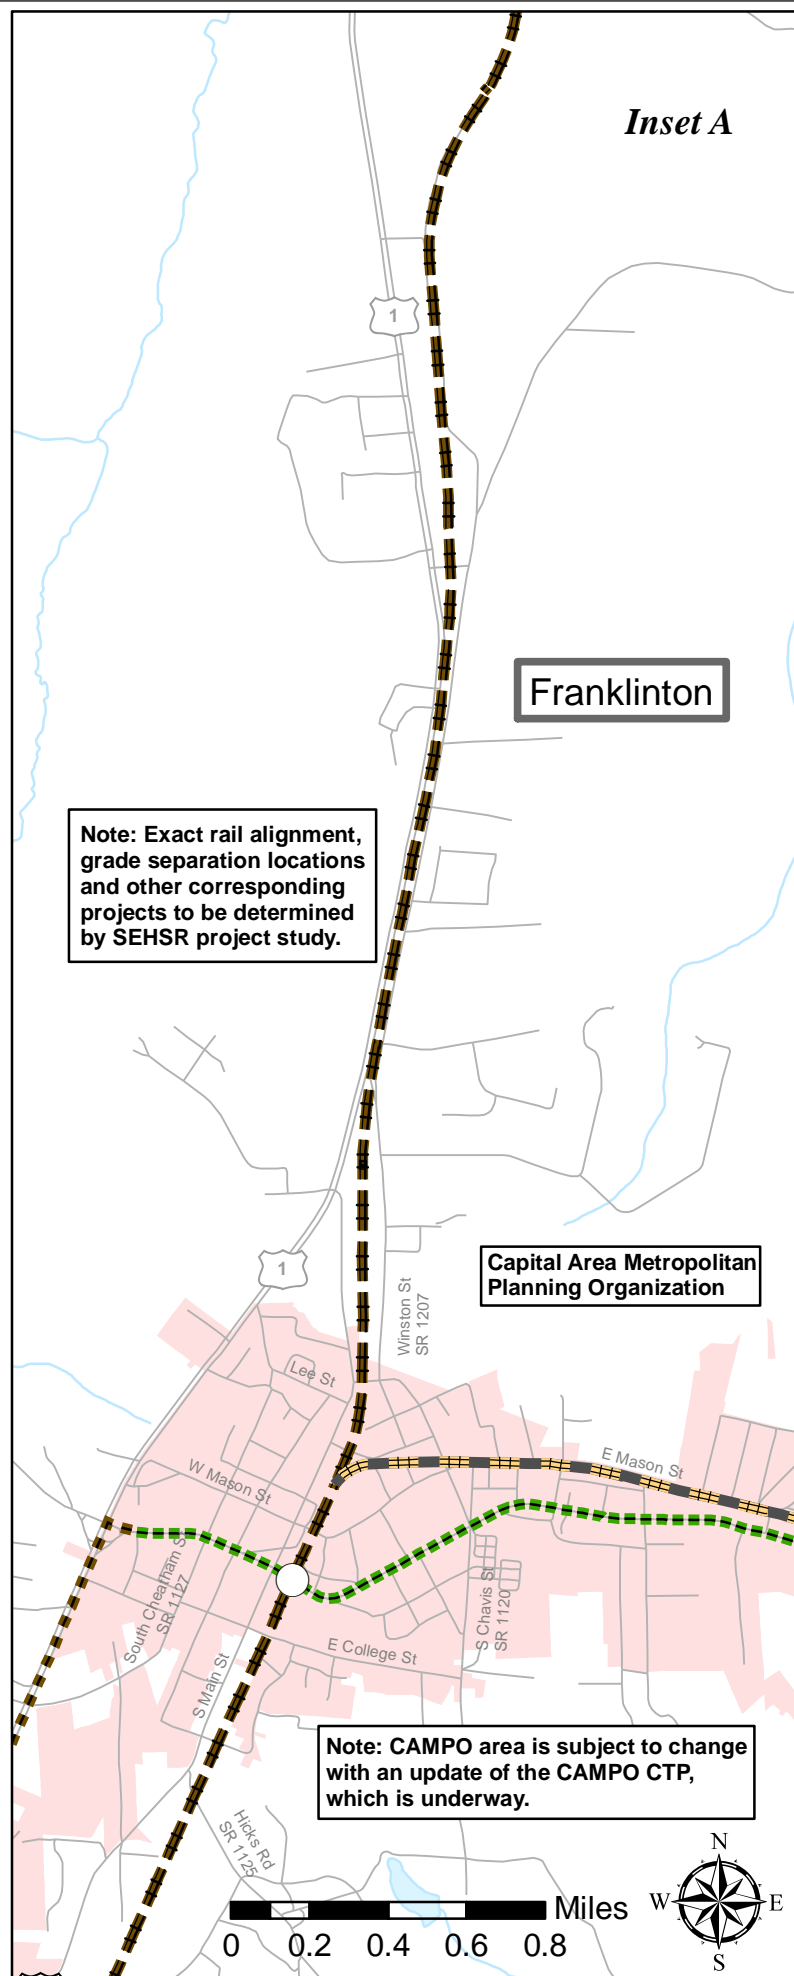 Inset A
1
Franklinton
Note: Exact rail alignment,
grade separation locations
and other corresponding
projects to be determined
by SEHSR project study.
Capital Area Metropolitan
Planning Organization
1
Winston St
SR 1207
Lee St
E Mason St
W Mason St
South Cheatham St
SR 1127
S Chavis St
SR 1120
E College St
S Main St
Note: CAMPO area is subject to change
with an update of the CAMPO CTP,
which is underway.
Hicks Rd
SR 1125
N
W E
S
Miles
0 0.2 0.4 0.6 0.8